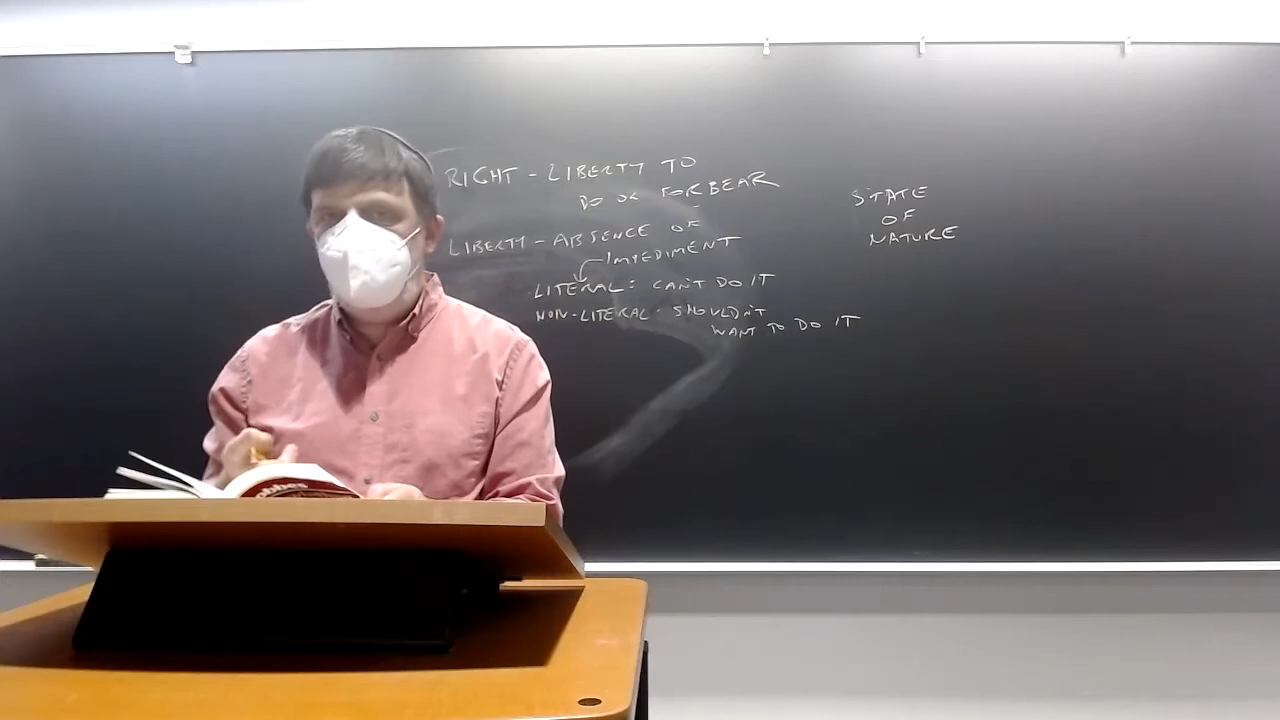 RIGHT - LIBERTY TO
DO OR FORBEAR
LIBERTY - ABSENCE OF
IMPEDIMENT
LITERAL: CAN'T DO IT
NON-LITERAL: SHOULDN'T
WANT TO DO IT
STATE
OF
NATURE
obbes